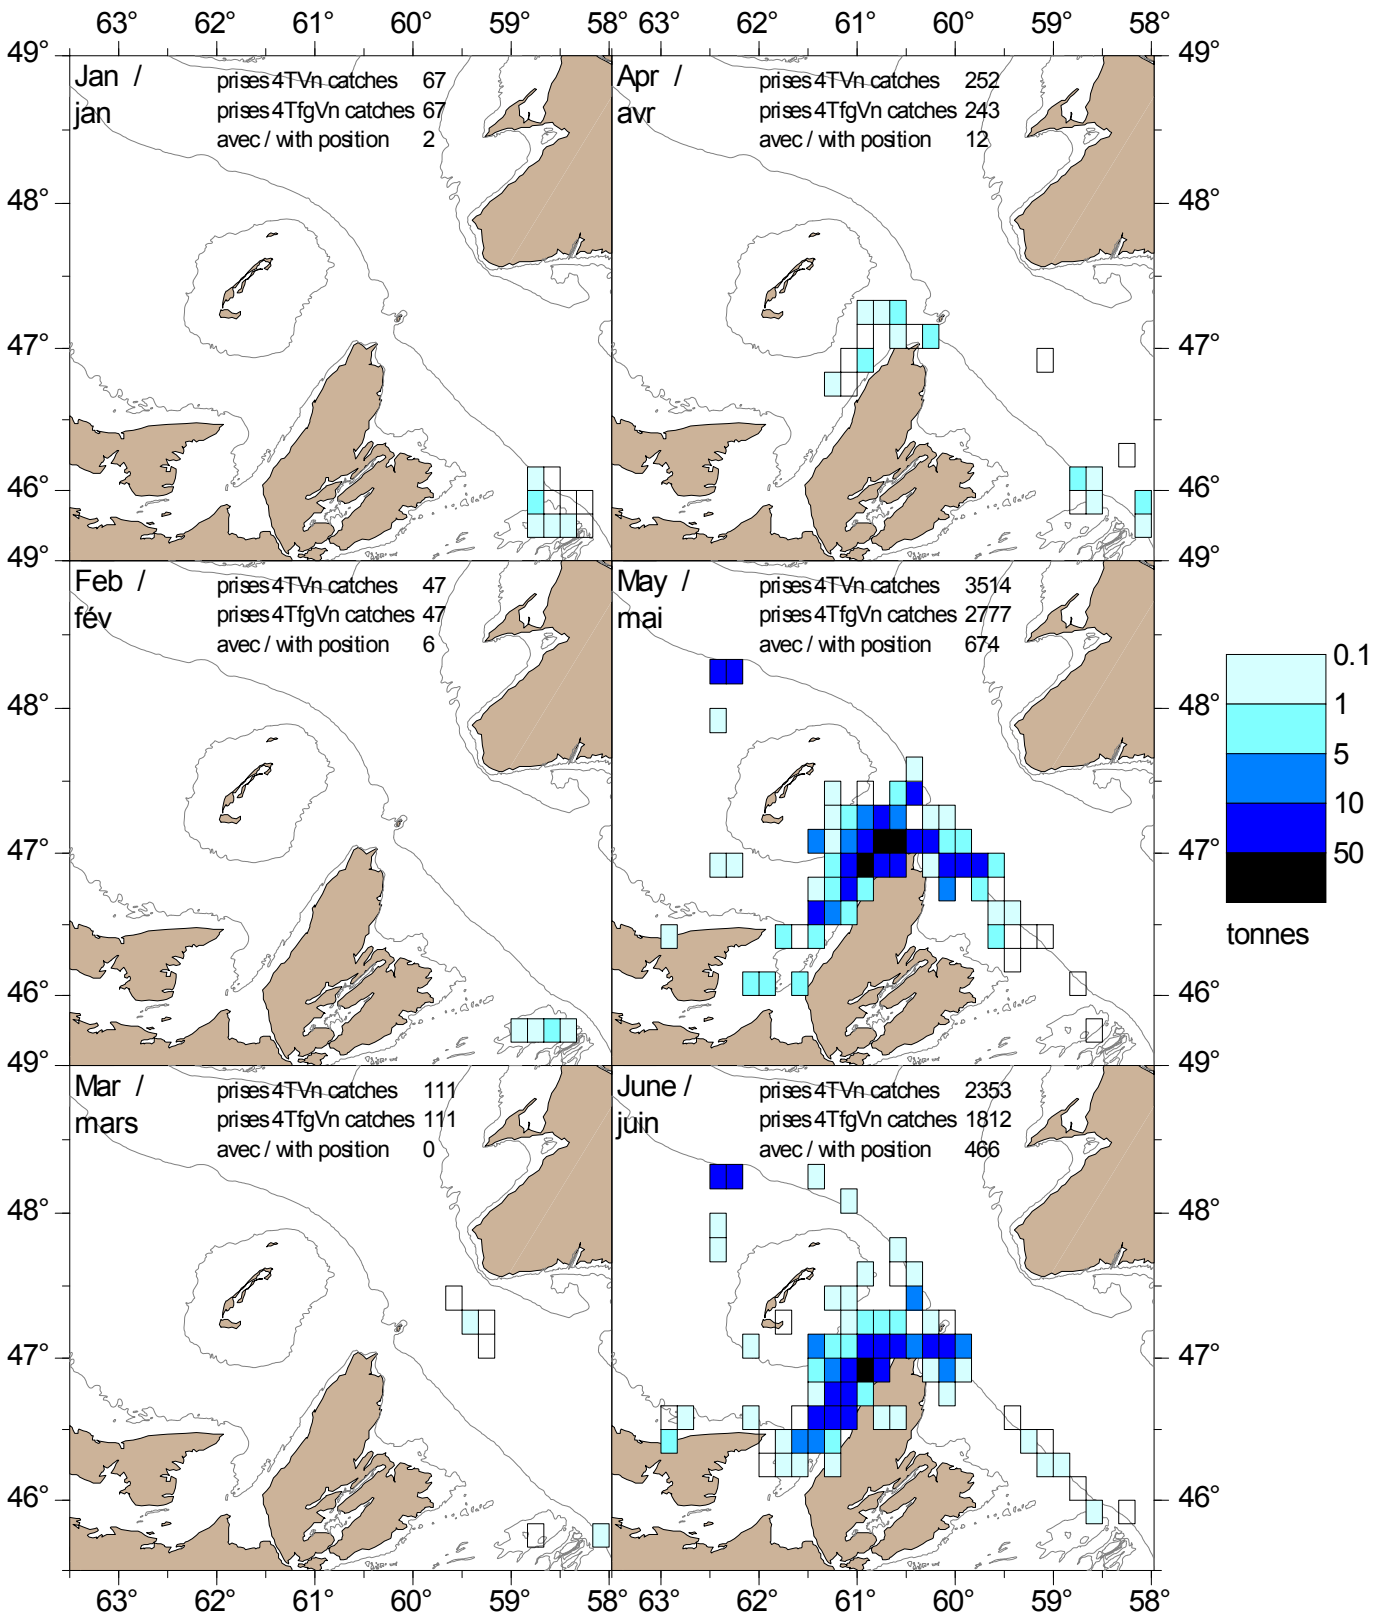 63° 62° 61° 60° 59° 58° 63° 62° 61° 60° 59° 58°
49° 49°
Jan / prises 4TVn catches 67
jan prises 4TfgVn catches 67
avec / with position 2
Apr / prises 4TVn catches 252
avr prises 4TfgVn catches 243
avec / with position 12
48° 48°
47° 47°
46° 46°
49° 49°
Feb / prises 4TVn catches 47
fév prises 4TfgVn catches 47
avec / with position 6
May / prises 4TVn catches 3514
mai prises 4TfgVn catches 2777
avec / with position 674
48° 48°
47° 47°
46° 46°
49° 49°
Mar / prises 4TVn catches 111
mars prises 4TfgVn catches 111
avec / with position 0
June / prises 4TVn catches 2353
juin prises 4TfgVn catches 1812
avec / with position 466
48° 48°
47° 47°
46° 46°
63° 62° 61° 60° 59° 63° 62° 61° 60° 59° 58°
0.1
1
5
10
50
tonnes